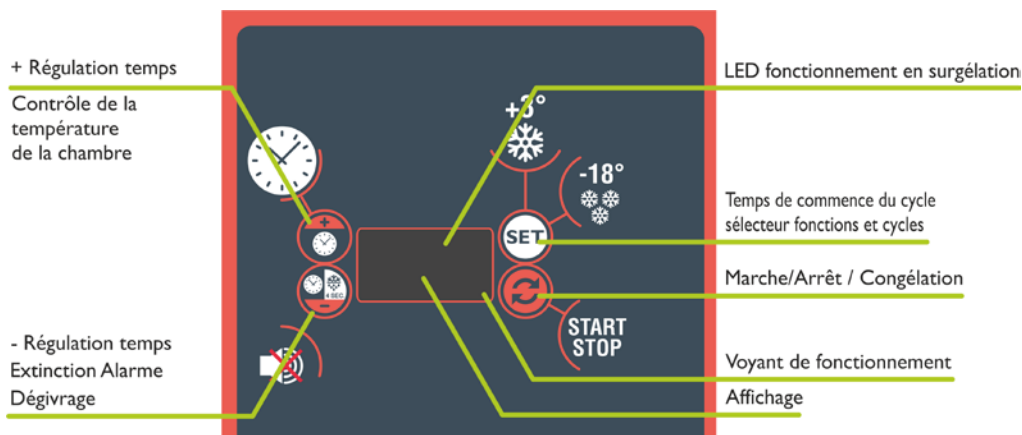 + Régulation temps
Contrôle de la
température
de la chambre
- Régulation temps
Extinction Alarme
Dégivrage
+
4 SEC.
-
+3°
-18°
SET
START
STOP
LED fonctionnement en surgélation
Temps de commence du cycle
sélecteur fonctions et cycles
Marche/Arrêt / Congélation
Voyant de fonctionnement
Affichage